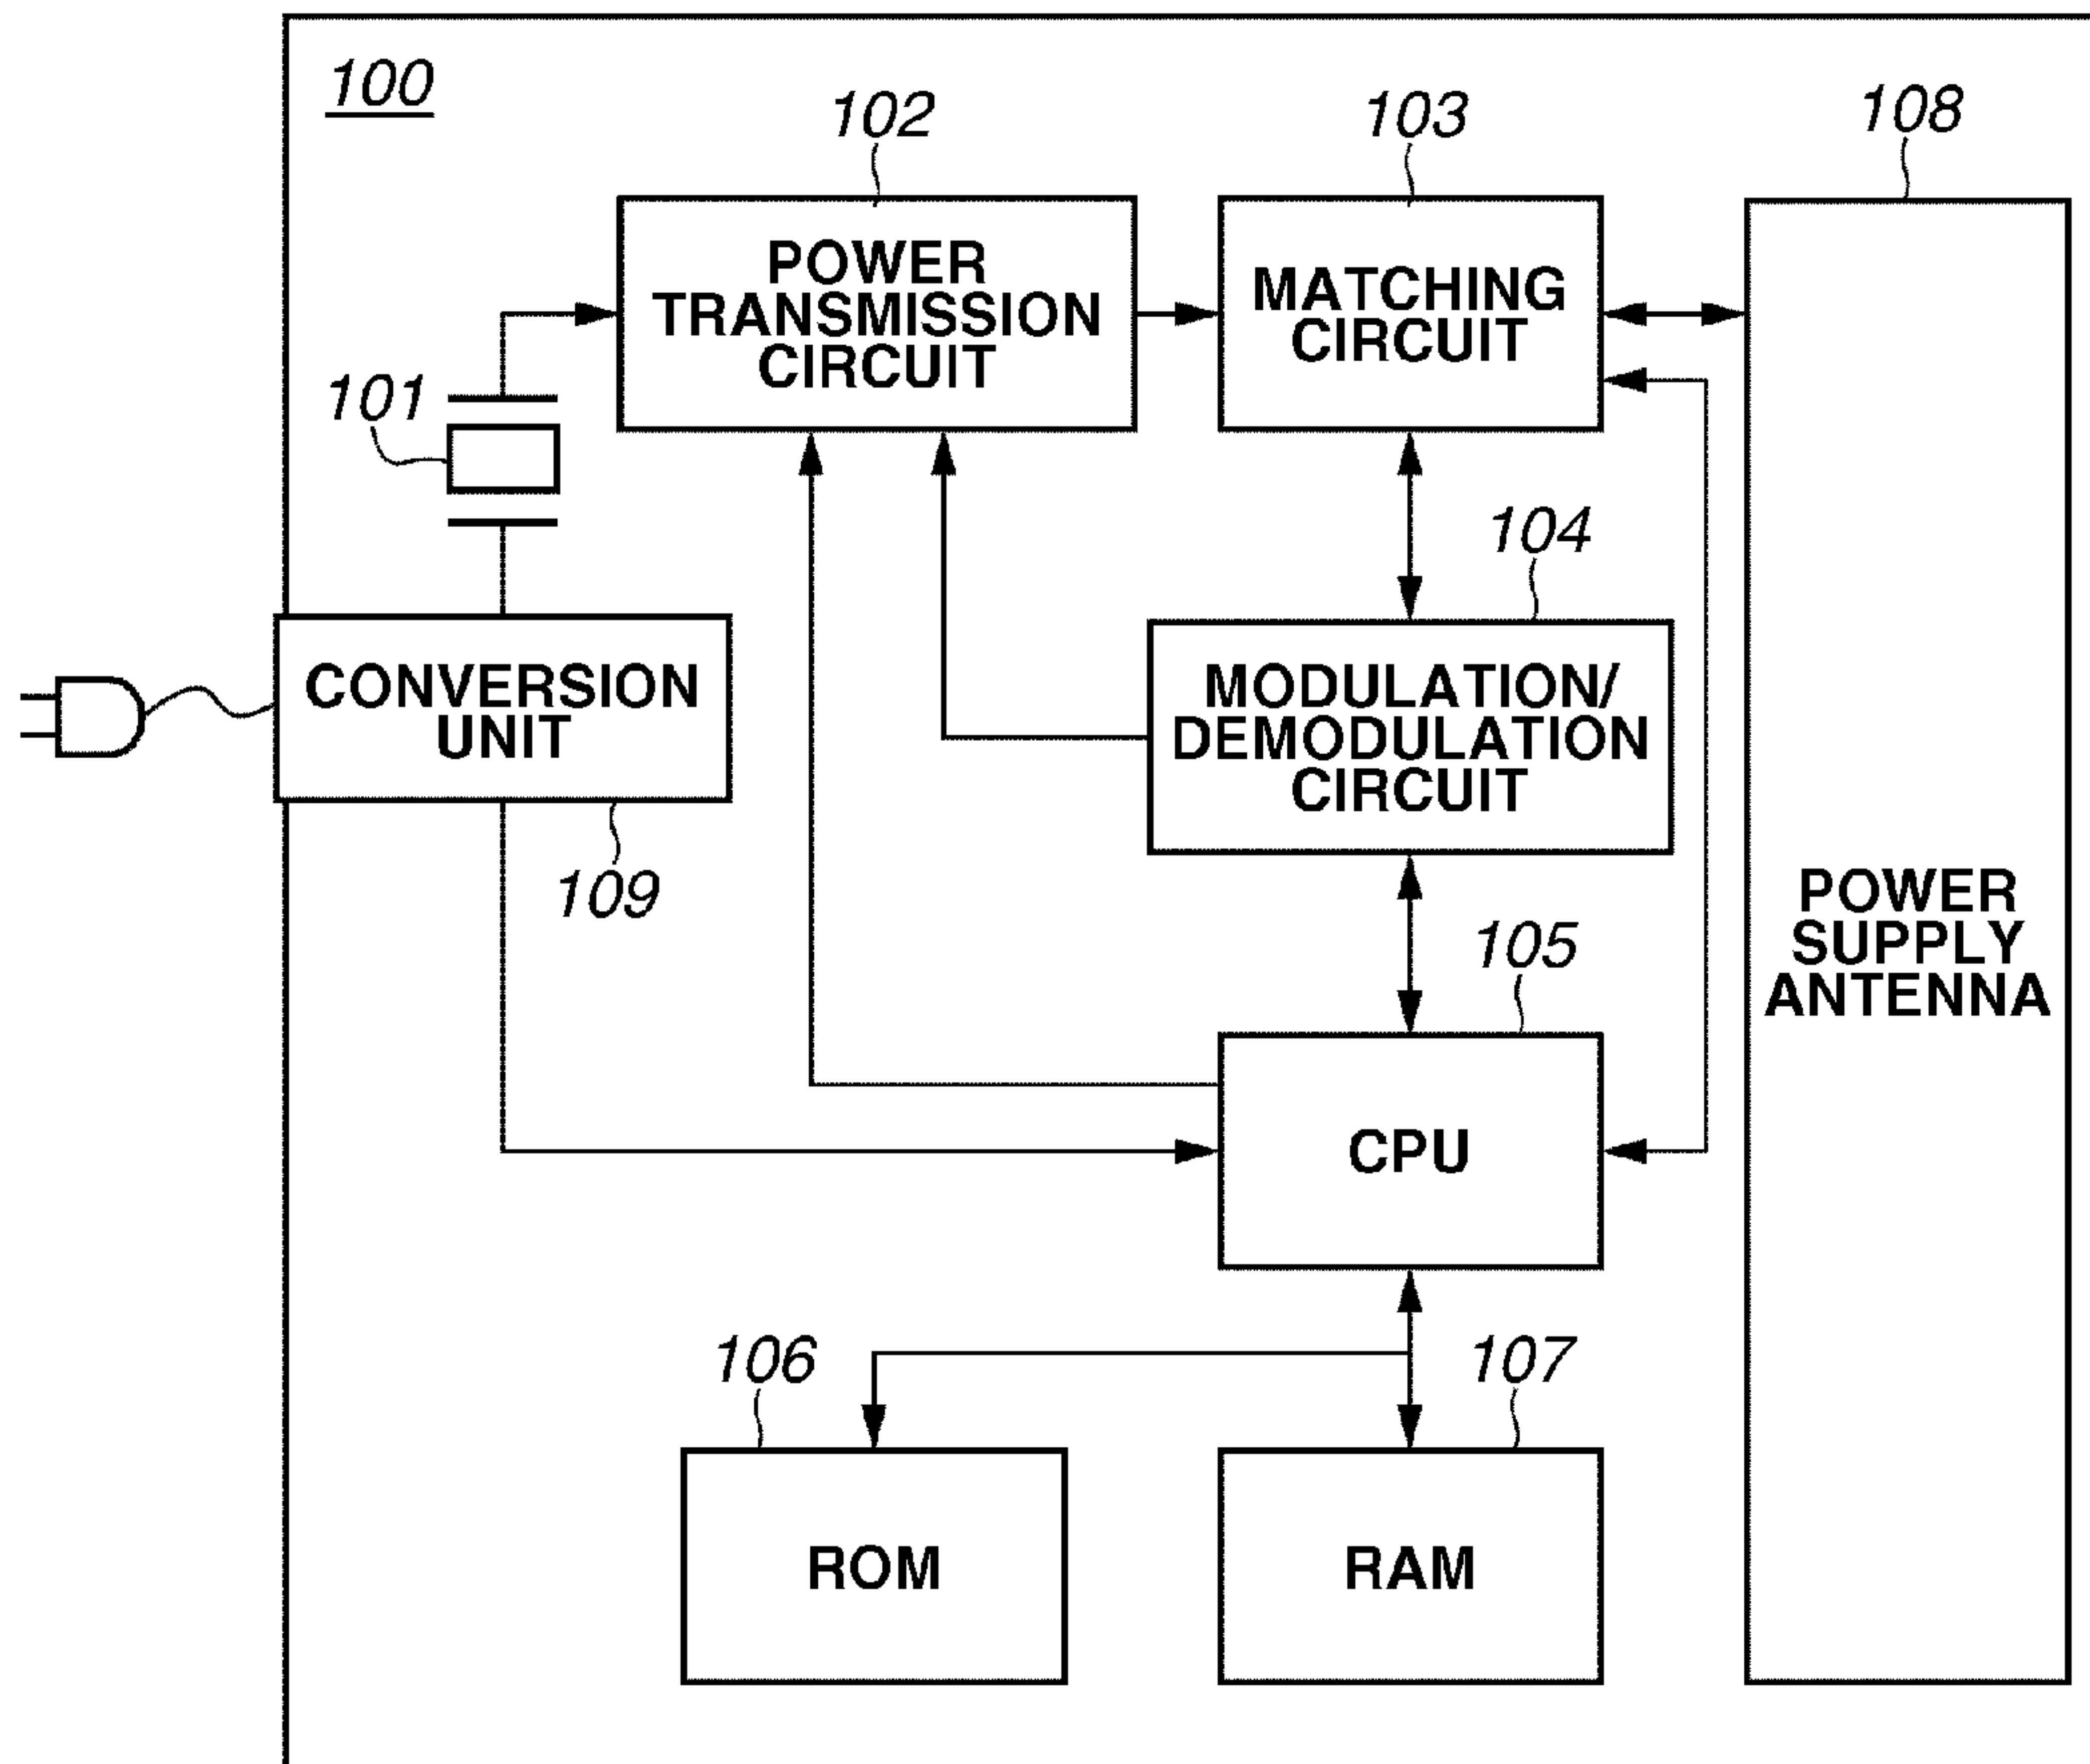 100
102
103
108
POWER
TRANSMISSION
CIRCUIT
MATCHING
CIRCUIT
101
104
CONVERSION
UNIT
MODULATION/
DEMODULATION
CIRCUIT
109
POWER
SUPPLY
ANTENNA
105
CPU
106
107
ROM
RAM